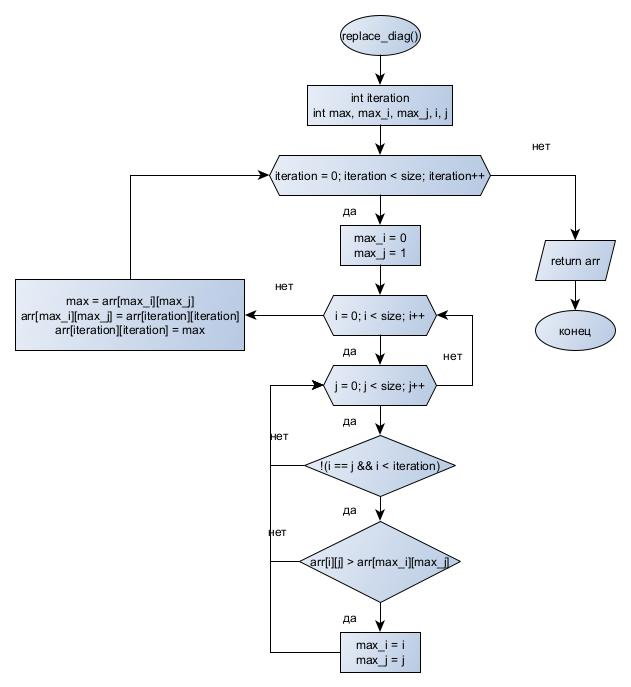 replace_diag()
int iteration
int max, max_i, max_j, i, j
нет
iteration = 0; iteration < size; iteration++
да
max_i = 0
max_j = 1
return arr
нет
max = arr[max_i][max_j]
arr[max_i][max_j] = arr[iteration][iteration]
arr[iteration][iteration] = max
i = 0; i < size; i++
конец
да
нет
j = 0; j < size; j++
да
нет
!(i == j && i < iteration)
да
нет
arr[i][j] > arr[max_i][max_j]
да
max_i = i
max_j = j